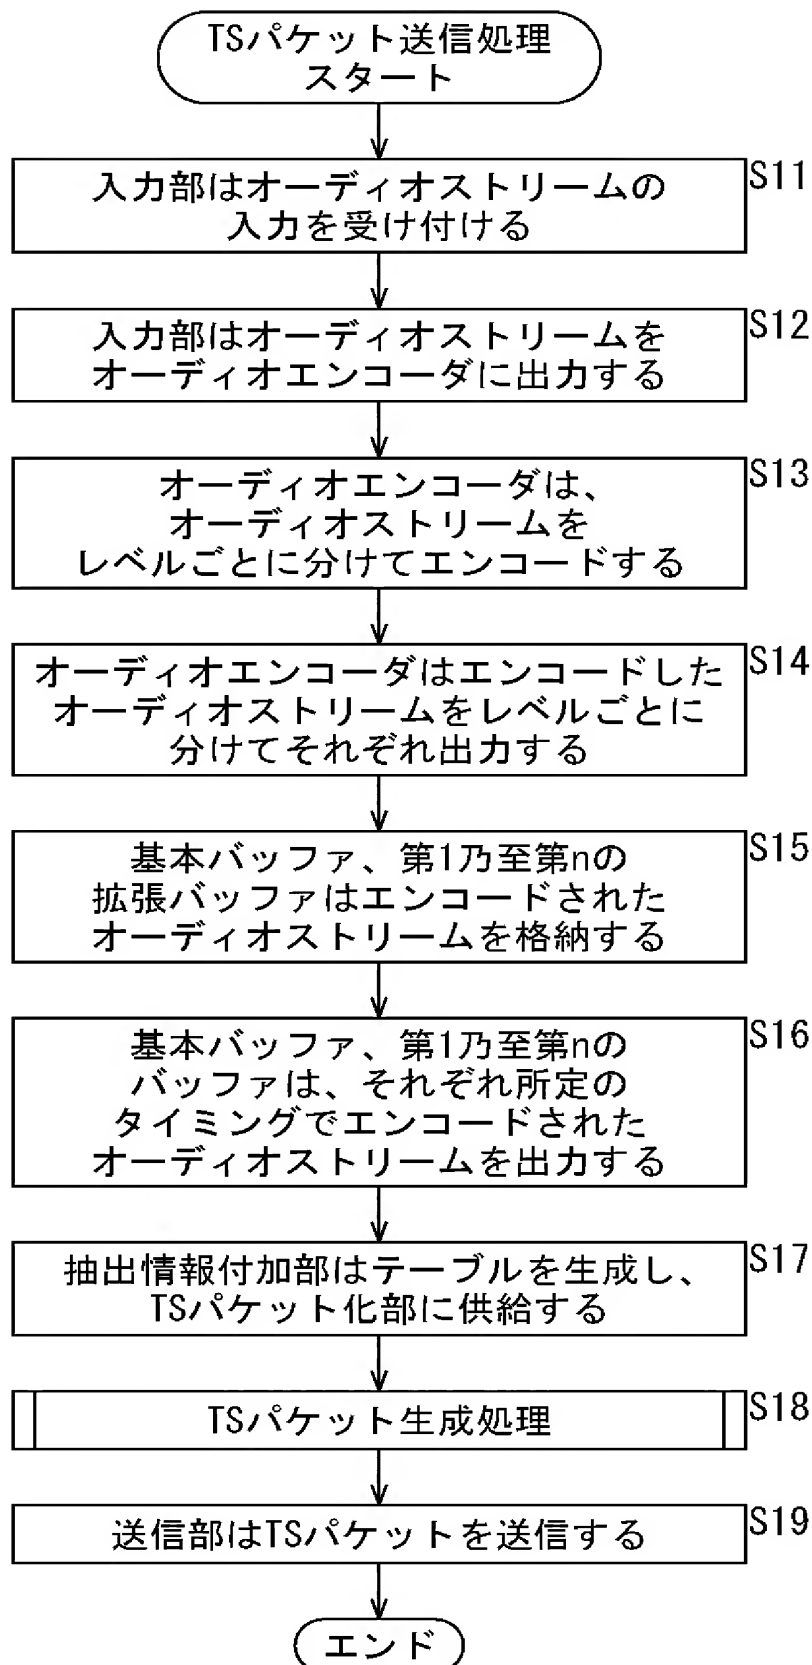 TSパケット送信処理
スタート
S11
入力部はオーディオストリームの
入力を受け付ける
S12
入力部はオーディオストリームを
オーディオエンコーダに出力する
S13
オーディオエンコーダは、
オーディオストリームを
レベルごとに分けてエンコードする
S14
オーディオエンコーダはエンコードした
オーディオストリームをレベルごとに
分けてそれぞれ出力する
S15
基本バッファ、第1乃至第nの
拡張バッファはエンコードされた
オーディオストリームを格納する
S16
基本バッファ、第1乃至第nの
バッファは、それぞれ所定の
タイミングでエンコードされた
オーディオストリームを出力する
S17
抽出情報付加部はテーブルを生成し、
TSパケット化部に供給する
S18
TSパケット生成処理
S19
送信部はTSパケットを送信する
エンド